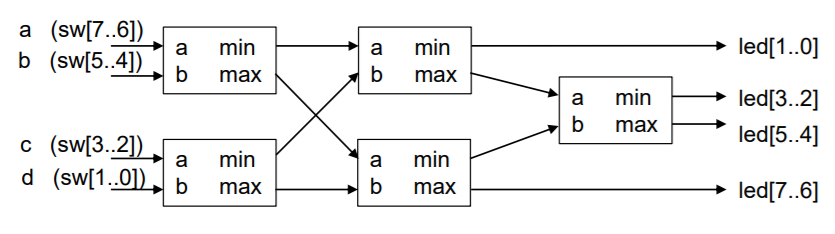 a (sw[7..6])
b (sw[5..4])
a min
b max
a min
b max
led[1..0]
a min
b max
led[3..2]
led[5..4]
c (sw[3..2])
d (sw[1..0])
a min
b max
a min
b max
led[7..6]